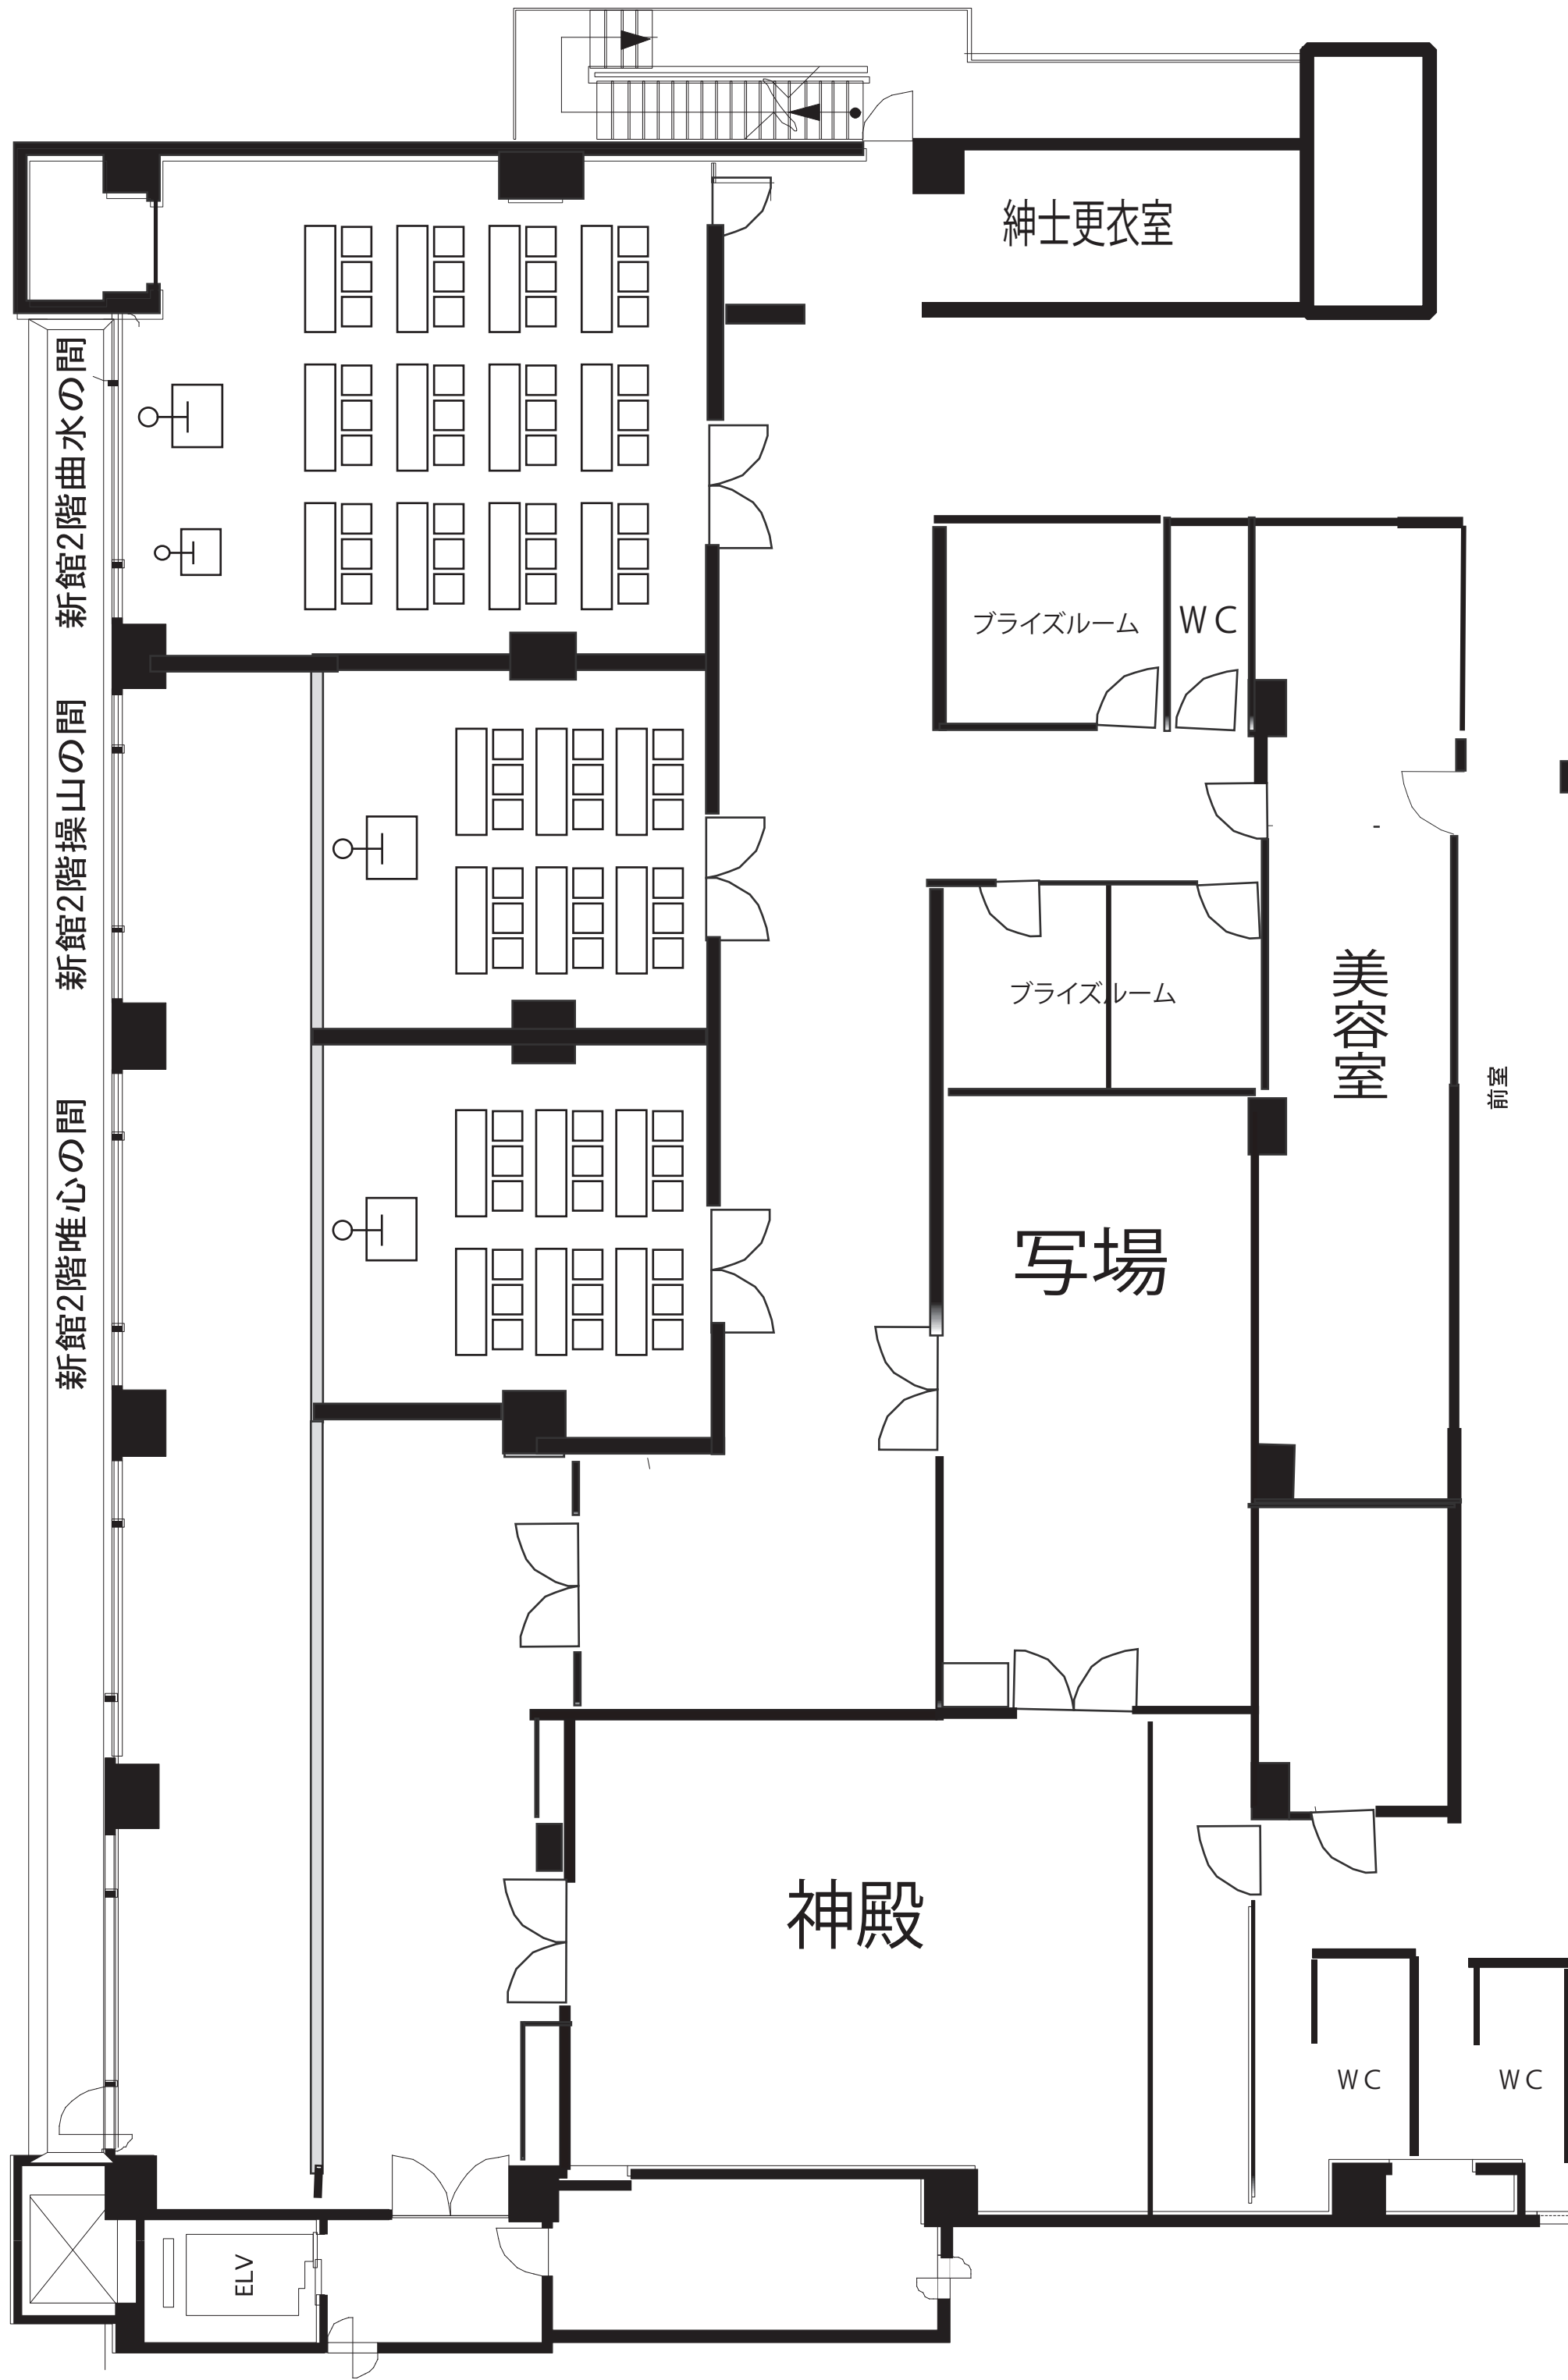 紳士更衣室
新館2階曲水の間
ブライズルーム
WC
新館2階操山の間
ブライズルーム
美容室
前室
新館2階唯心の間
写場
神殿
WC
WC
ELV